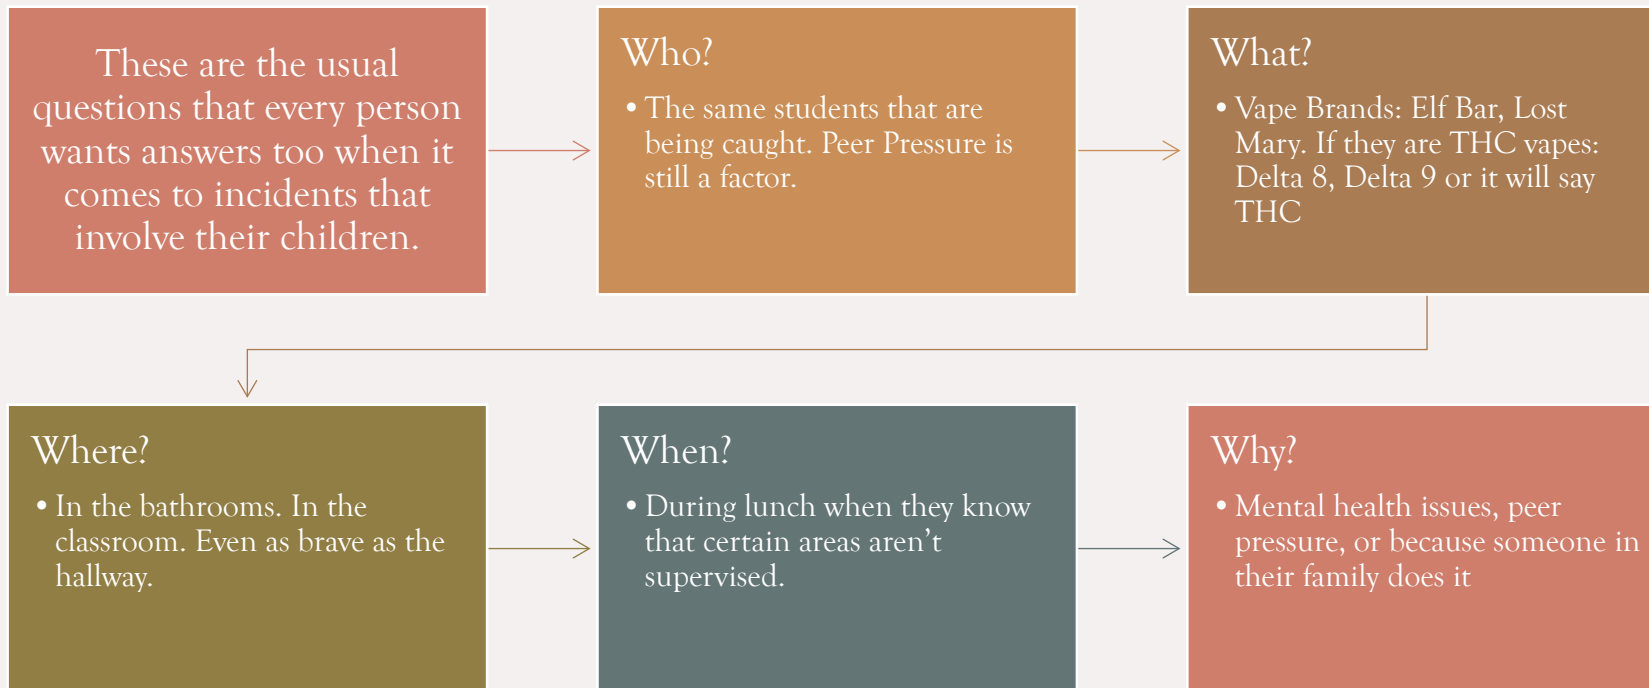 These are the usual
questions that every person
wants answers too when it
comes to incidents that
involve their children.
Who?
• The same students that are
being caught. Peer Pressure is
still a factor.
What?
• Vape Brands: Elf Bar, Lost
Mary. If they are THC vapes:
Delta 8, Delta 9 or it will say
THC
Where?
• In the bathrooms. In the
classroom. Even as brave as the
hallway.
When?
• During lunch when they know
that certain areas aren’t
supervised.
Why?
• Mental health issues, peer
pressure, or because someone in
their family does it